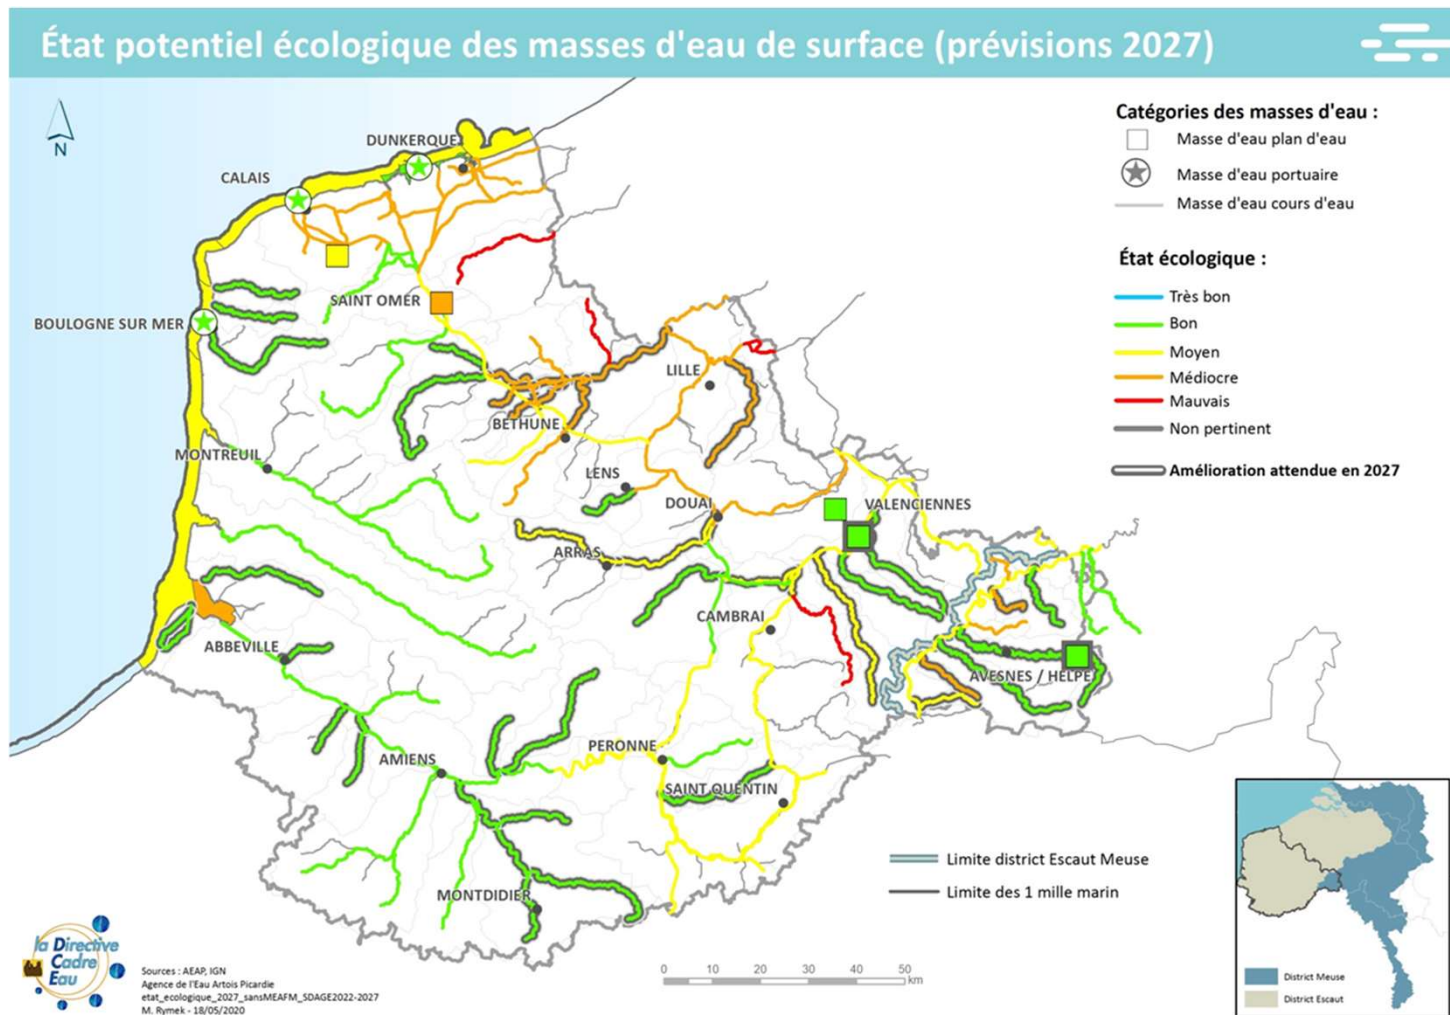 État potentiel écologique des masses d'eau de surface (prévisions 2027)
N
DUNKERQUE
CALAIS
SAINT OMER
BOULOGNE SUR MER
LILLE
BETHUNE
MONTREUIL
LENS
DOUAI
VALENCIENNES
ARRAS
CAMBRAI
ABBEVILLE
AVESNES / HELPE
AMIENS
PERONNE
SAINT QUENTIN
MONTDIDIER
Catégories des masses d'eau :
Masse d'eau plan d'eau
Masse d'eau portuaire
Masse d'eau cours d'eau
État écologique :
Très bon
Bon
Moyen
Médiocre
Mauvais
Non pertinent
Amélioration attendue en 2027
Limite district Escaut Meuse
Limite des 1 mille marin
0 10 20 30 40 50
km
District Meuse
District Escaut
la Directive
Cadre
Eau
Sources : AEAP, IGN
Agence de l'Eau Artois Picardie
etat_ecologique_2027_sansMEAFM_SDAGE2022-2027
M. Rymek - 18/05/2020